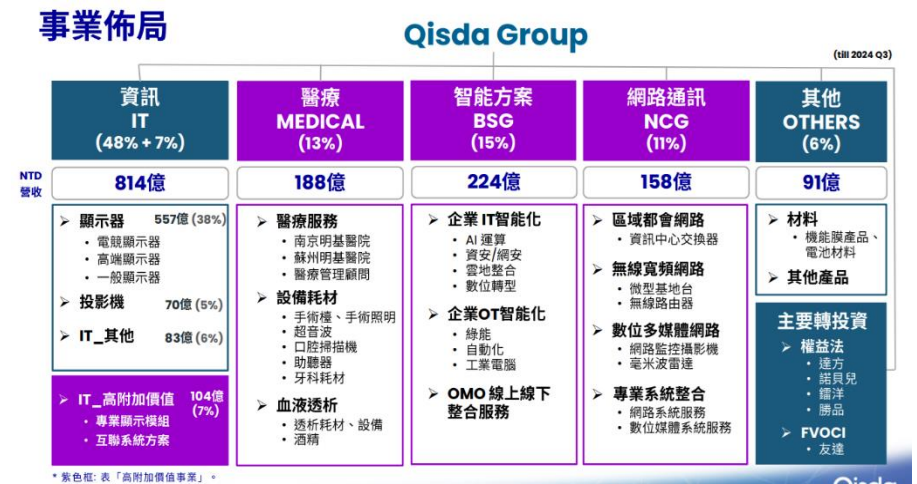 事業佈局
Qisda Group
(till 2024 Q3)
資訊
IT
(48% + 7%)
醫療
MEDICAL
(13%)
智能方案
BSG
(15%)
網路通訊
NCG
(11%)
其他
OTHERS
(6%)
NTD
營收
814億
188億
224億
158億
91億
➢ 顯示器 557億 (38%)
• 電競顯示器
• 高端顯示器
• 一般顯示器
➢ 投影機 70億 (5%)
➢ IT_其他 83億 (6%)
➢ IT_高附加價值 104億
(7%)
• 專業顯示模組
• 互聯系統方案
➢ 醫療服務
• 南京明基醫院
• 蘇州明基醫院
• 醫療管理顧問
➢ 設備耗材
• 手術檯、手術照明
• 超音波
• 口腔掃描機
• 助聽器
• 牙科耗材
➢ 血液透析
• 透析耗材、設備
• 酒精
➢ 企業 IT智能化
• AI 運算
• 資安/網安
• 雲地整合
• 數位轉型
➢ 企業OT智能化
• 綠能
• 自動化
• 工業電腦
➢ OMO 線上線下
整合服務
➢ 區域都會網路
• 資訊中心交換器
➢ 無線寬頻網路
• 微型基地台
• 無線路由器
➢ 數位多媒體網路
• 網路監控攝影機
• 毫米波雷達
➢ 專業系統整合
• 網路系統服務
• 數位媒體系統服務
➢ 材料
• 機能膜產品、
電池材料
➢ 其他產品
主要轉投資
➢ 權益法
• 達方
• 諾貝兒
• 鐳洋
• 勝品
➢ FVOCI
• 友達
* 紫色框: 表「高附加價值事業」。
Qisda